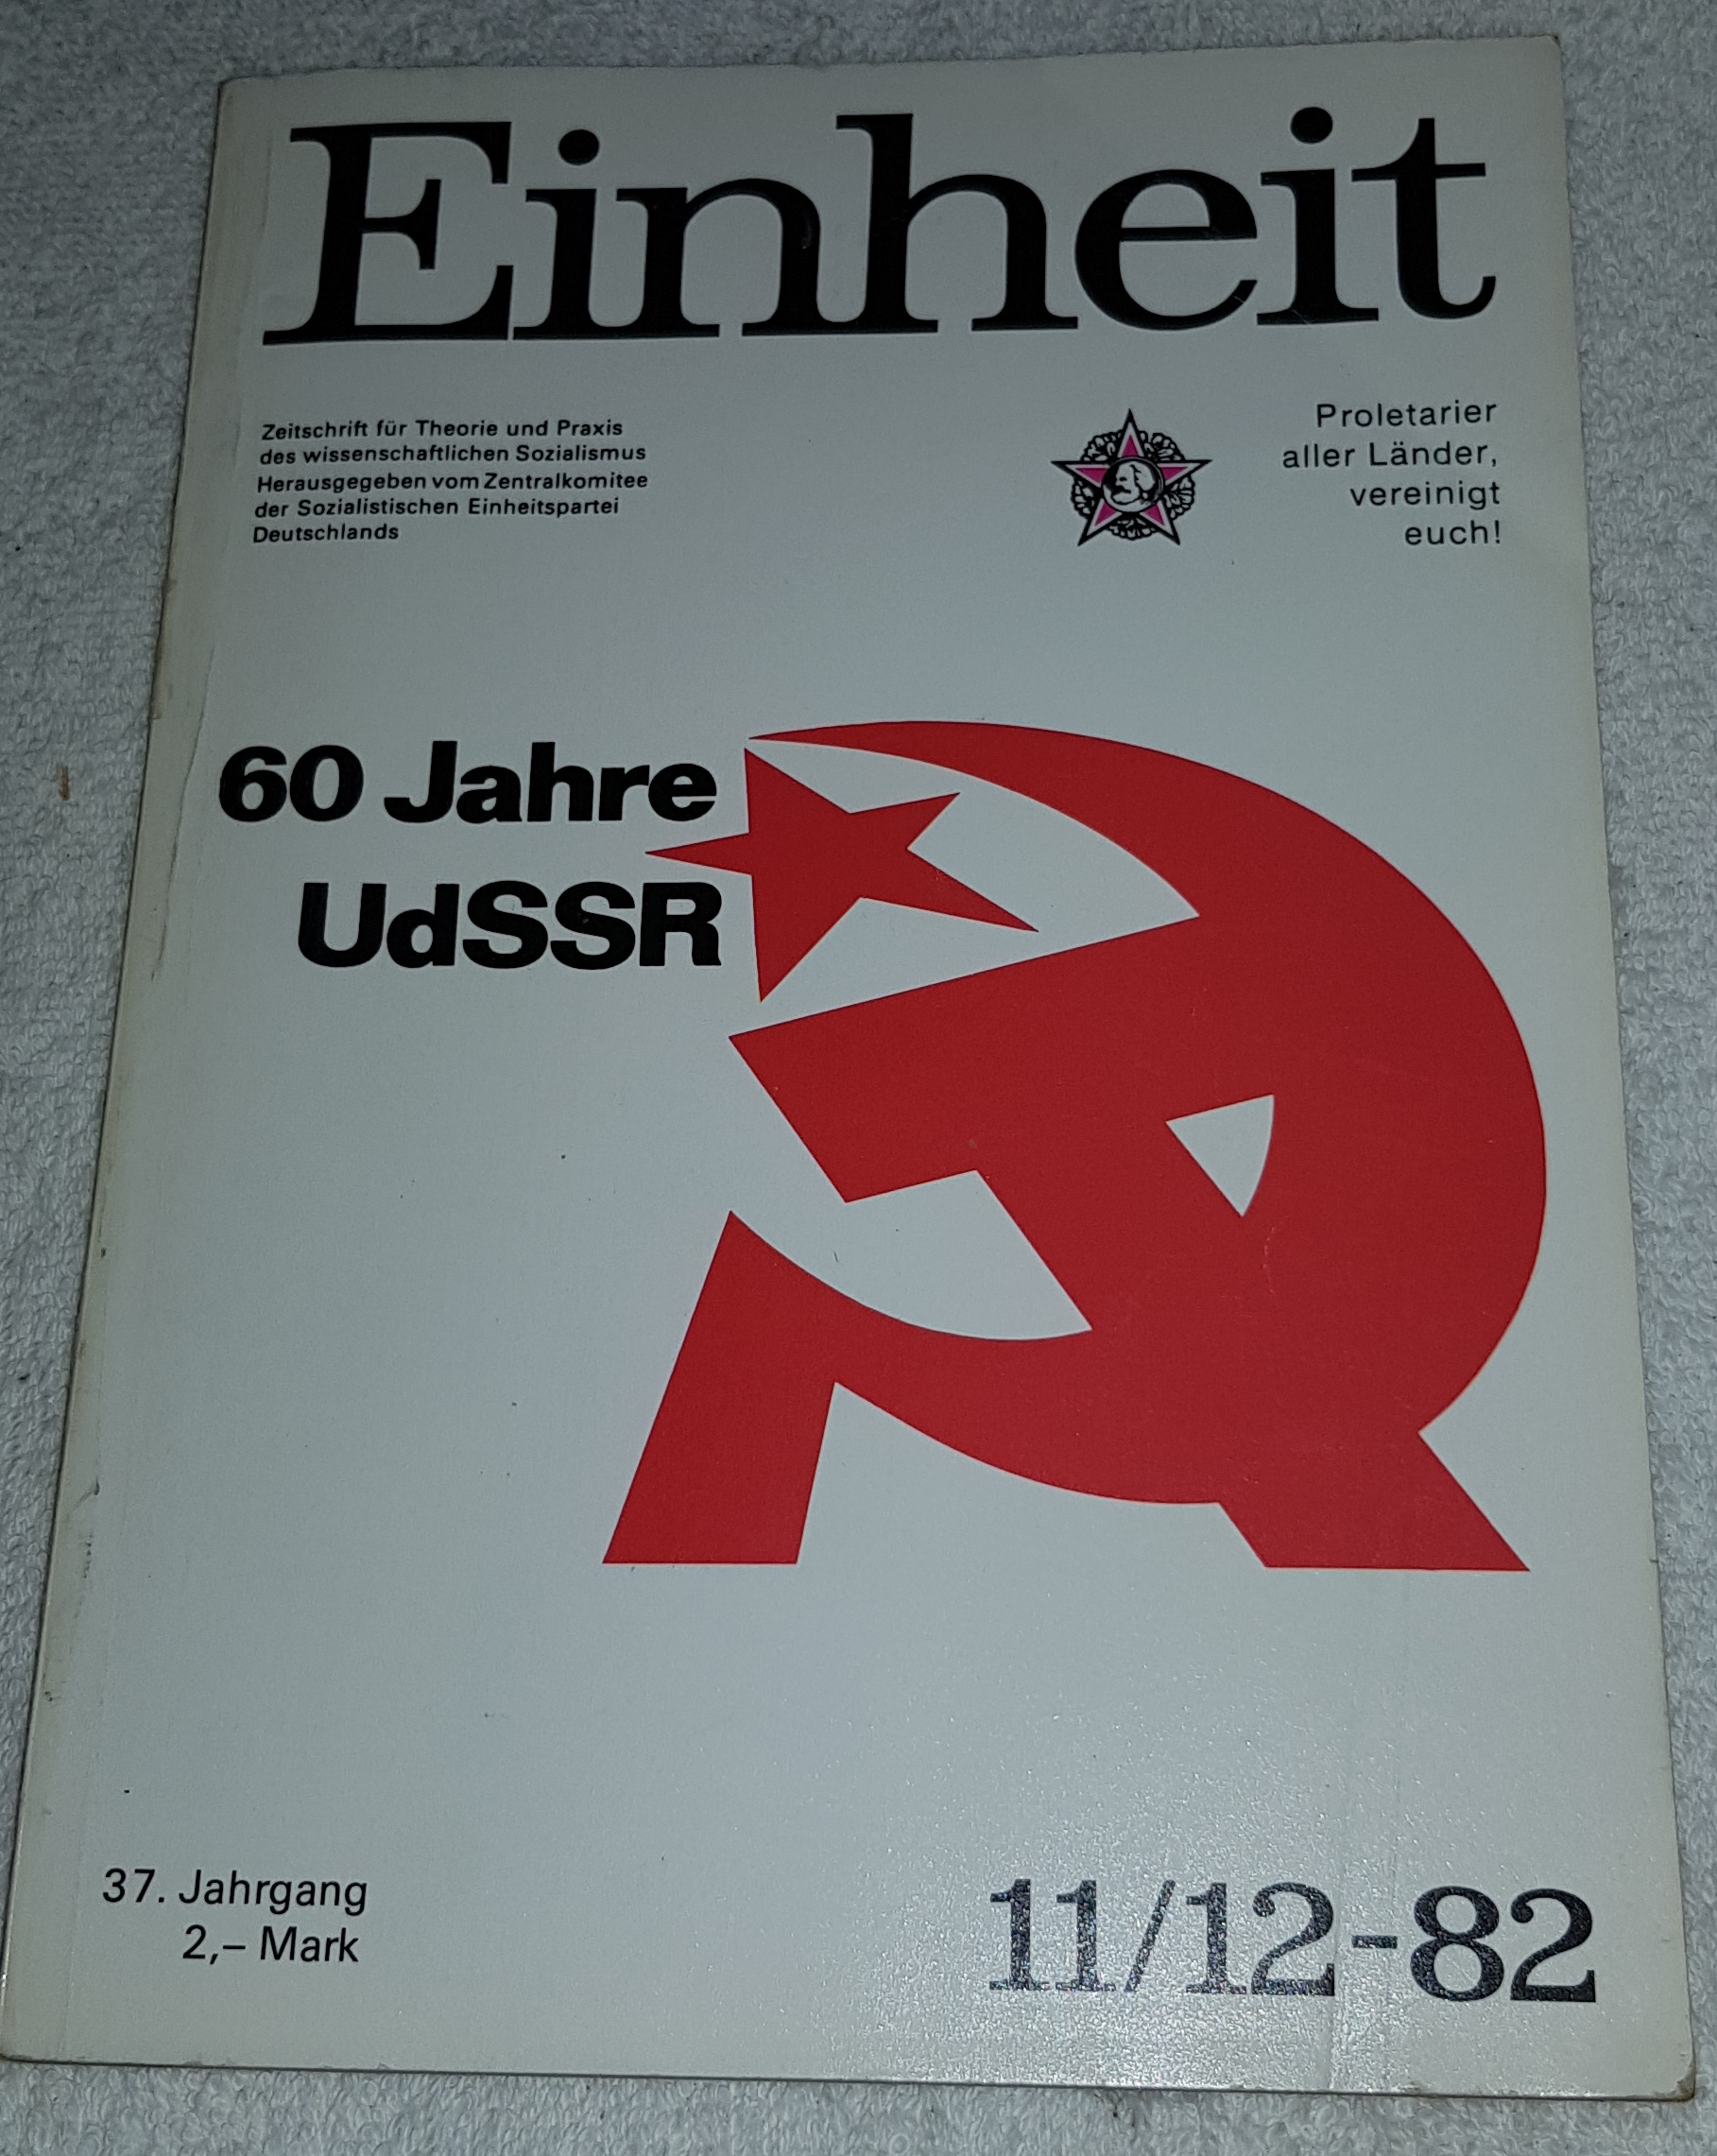 Einheit
Zeitschrift für Theorie und Praxis
des wissenschaftlichen Sozialismus
Herausgegeben vom Zentralkomitee
der Sozialistischen Einheitspartei
Deutschlands
Proletarier
aller Länder,
vereinigt
euch!
60 Jahre
UdSSR
37. Jahrgang
2,– Mark
11/12-82